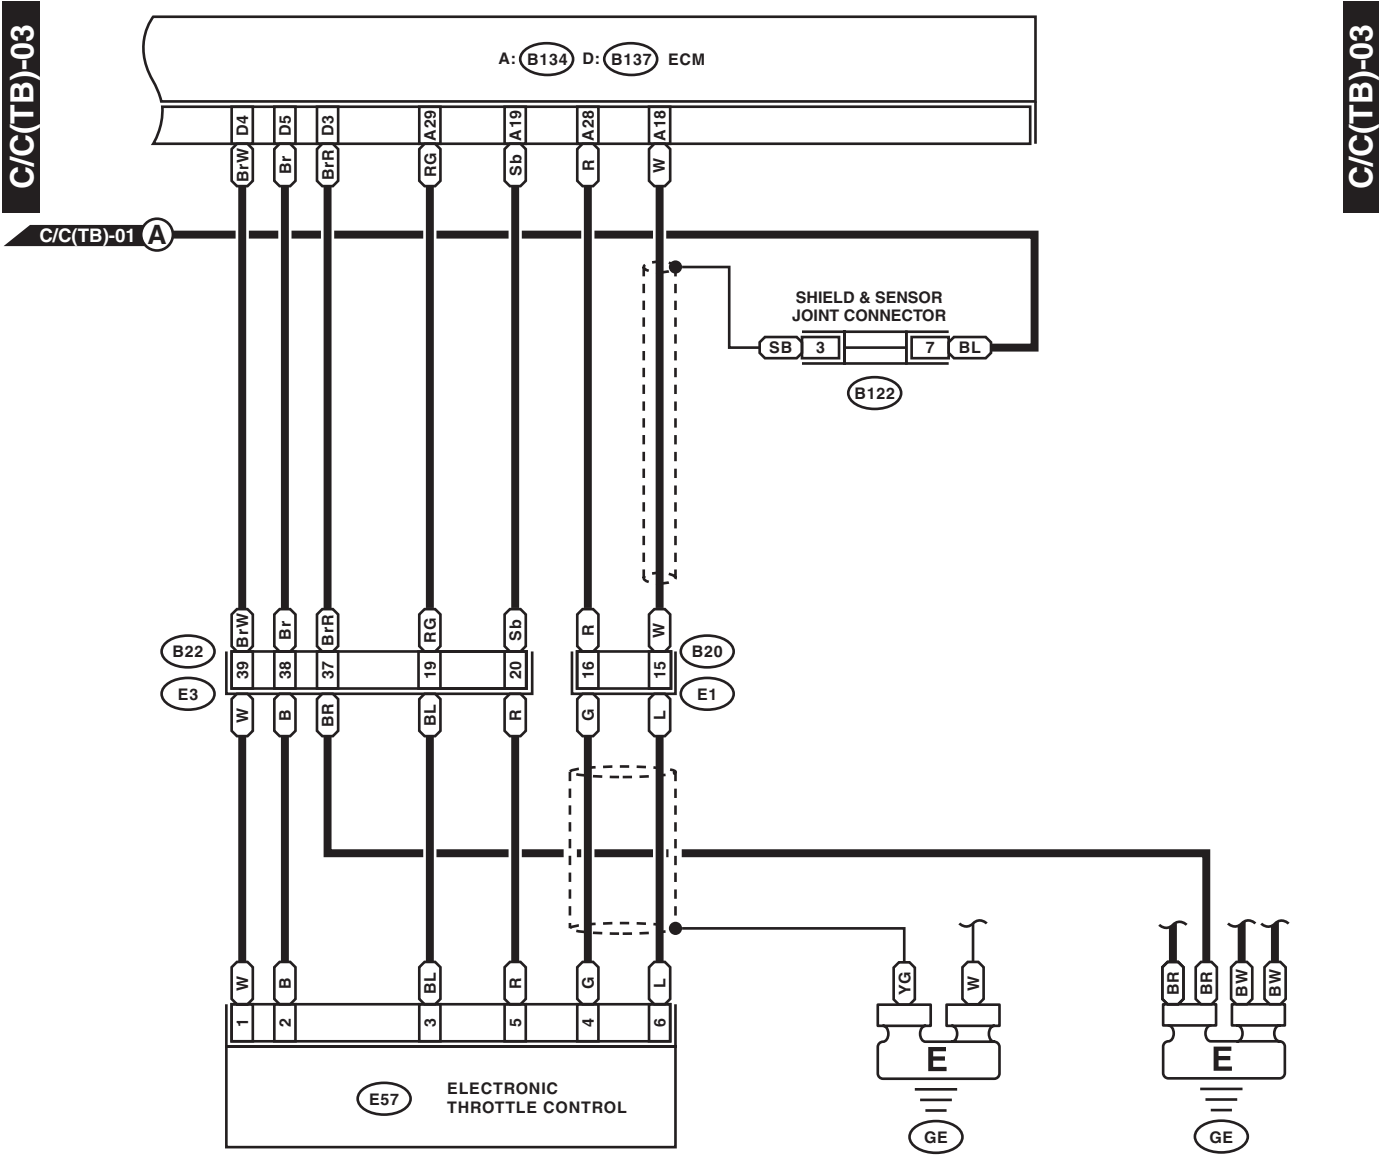 C/C(TB)-03
C/C(TB)-03
A: B134 D: B137 ECM
D4 D5 D3 A29 A19 A28 A18
BrW Br BrR RG Sb R W
C/C(TB)-01 A
SHIELD & SENSOR
JOINT CONNECTOR
SB 3 7 BL
B122
BrW Br BrR RG Sb R W
B22 39 38 37 19 20 16 15 B20
E3 E1
W B BR BL R G L
W B BL R G L YG W BR BR BW BW
1 2 3 5 4 6
E E
E57 ELECTRONIC
THROTTLE CONTROL
GE GE